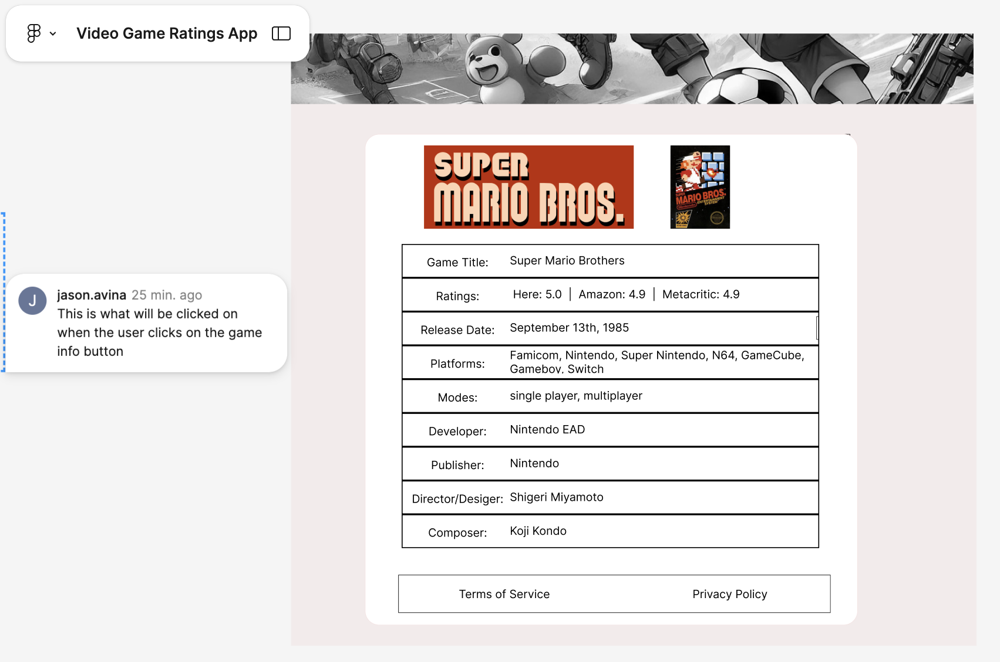 Video Game Ratings App
SUPER
MARIO BROS.
SUPER
MARIO BROS.
Nintendo
ENTERTAINMENT
SYSTEM
J
jason.avina 25 min. ago
This is what will be clicked on
when the user clicks on the game
info button
Game Title: Super Mario Brothers
Ratings: Here: 5.0 | Amazon: 4.9 | Metacritic: 4.9
Release Date: September 13th, 1985
Platforms: Famicom, Nintendo, Super Nintendo, N64, GameCube,
Gameboy, Switch
Modes: single player, multiplayer
Developer: Nintendo EAD
Publisher: Nintendo
Director/Desiger: Shigeri Miyamoto
Composer: Koji Kondo
Terms of Service Privacy Policy